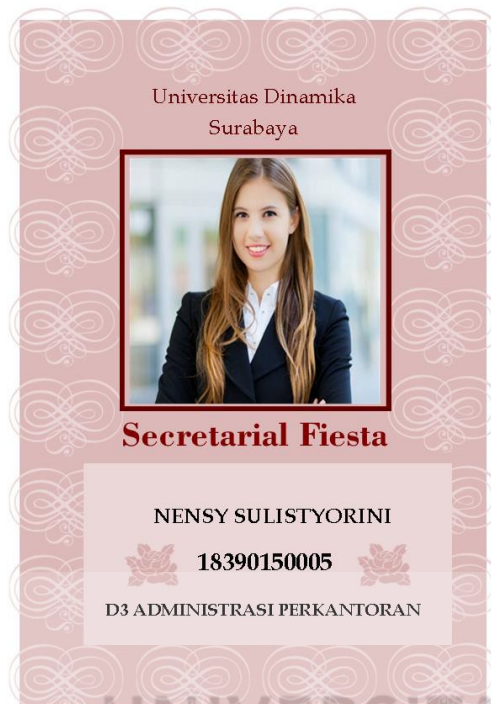 Universitas Dinamika
Surabaya
Secretarial Fiesta
NENSY SULISTYORINI
18390150005
D3 ADMINISTRASI PERKANTORAN